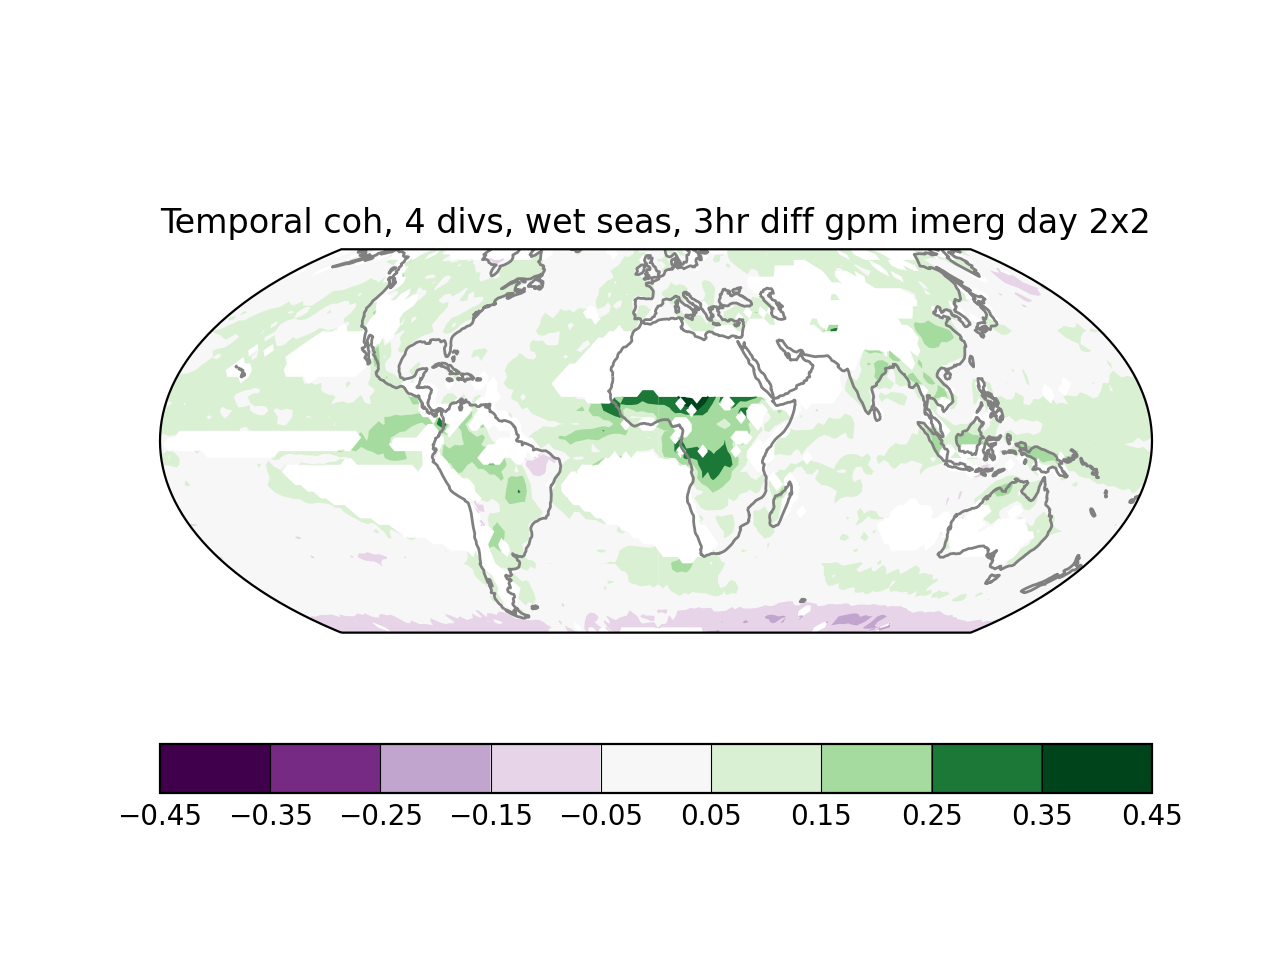 Temporal coh, 4 divs, wet seas, 3hr diff gpm imerg day 2x2
−0.45 −0.35 −0.25 −0.15 −0.05 0.05 0.15 0.25 0.35 0.45